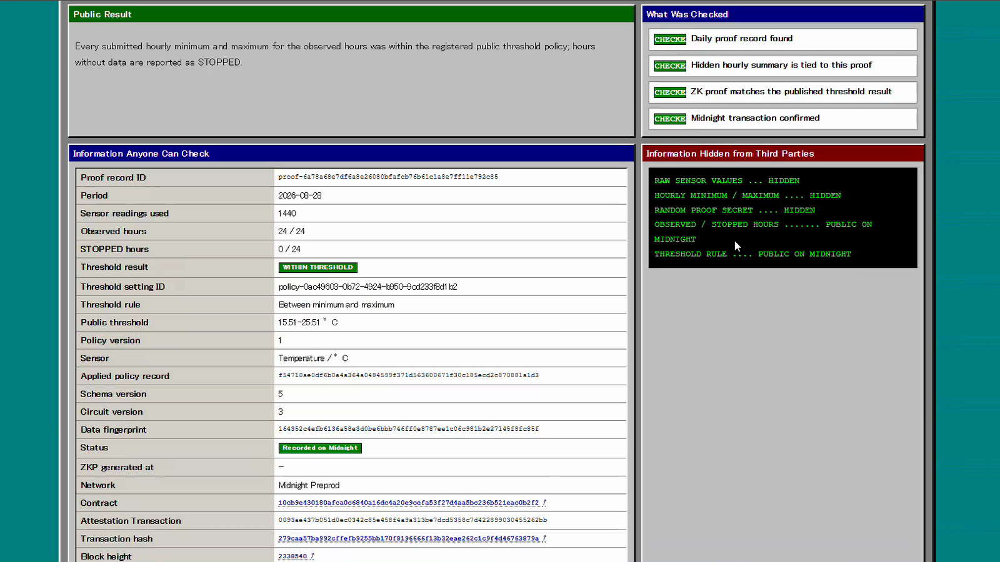 Public Result
Every submitted hourly minimum and maximum for the observed hours was within the registered public threshold policy; hours
without data are reported as STOPPED.
What Was Checked
CHECKE Daily proof record found
CHECKE Hidden hourly summary is tied to this proof
CHECKE ZK proof matches the published threshold result
CHECKE Midnight transaction confirmed
Information Anyone Can Check
Proof record ID proof-6a78a68e7df6a8e26080bfafcb76b61c1a8e7ff11e792c85
Period 2026-08-28
Sensor readings used 1440
Observed hours 24 / 24
STOPPED hours 0 / 24
Threshold result WITHIN THRESHOLD
Threshold setting ID policy-0ac49603-0b72-4924-b950-9cd233f8d1b2
Threshold rule Between minimum and maximum
Public threshold 15.51-25.51 ° C
Policy version 1
Sensor Temperature / ° C
Applied policy record f54710ae0df6b0a4a364a0484599f371d563600671f30c185ecd2c870881a1d3
Schema version 5
Circuit version 3
Data fingerprint 164352c4efb6136a58e3d0be6bbb746ff0e8787ee1c06c981b2e27145f8fc85f
Status Recorded on Midnight
ZKP generated at –
Network Midnight Preprod
Contract 10cb9e430180afca0c6840a16dc4a20e9cefa53f27d4aa5bc236b521eac0b2f2 ↗
Attestation Transaction 0093ae437b051d0ec0342c85e458f4a9a313be7dcd5358c7d422899030455262bb
Transaction hash 279caa57ba992cffefb9255bb170f8196666f13b32eae262c1c9f4d46763879a ↗
Block height 2338540 ↗
Information Hidden from Third Parties
RAW SENSOR VALUES ... HIDDEN
HOURLY MINIMUM / MAXIMUM .... HIDDEN
RANDOM PROOF SECRET .... HIDDEN
OBSERVED / STOPPED HOURS ....... PUBLIC ON
MIDNIGHT
THRESHOLD RULE .... PUBLIC ON MIDNIGHT